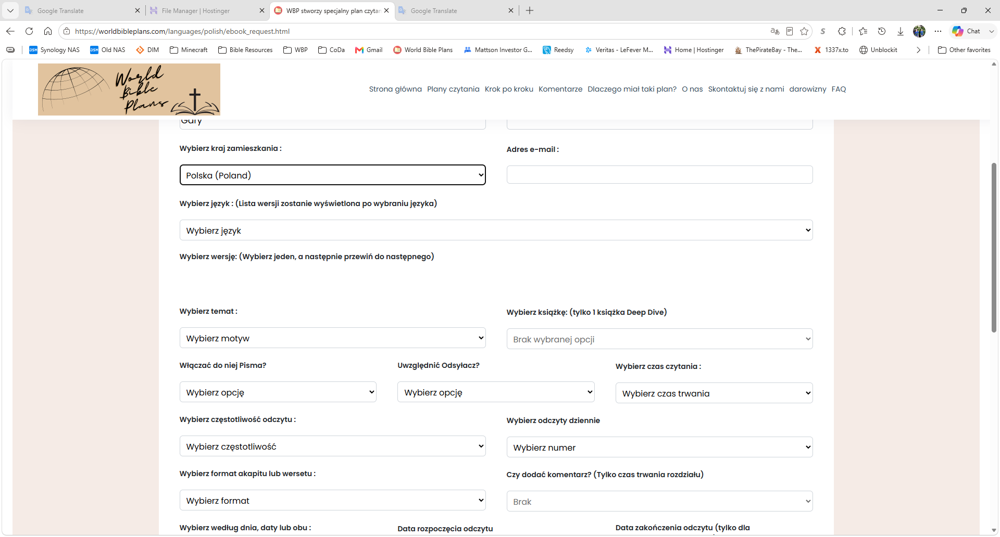 Google Translate
File Manager | Hostinger
WBP stworzy specjalny plan czytan
Google Translate
https://worldbibleplans.com/languages/polish/ebook_request.html
Chat
Synology NAS
Old NAS
DIM
Minecraft
Bible Resources
WBP
CoDa
Gmail
World Bible Plans
Mattson Investor G...
Reedsy
Veritas - LeFever M...
Home | Hostinger
ThePirateBay - The...
1337x.to
Unblockit
Other favorites
World
Bible
Plans
Strona główna Plany czytania Krok po kroku Komentarze Dlaczego miał taki plan? O nas Skontaktuj się z nami darowizny FAQ
Gary
Wybierz kraj zamieszkania :
Adres e-mail :
Polska (Poland)
Wybierz język : (Lista wersji zostanie wyświetlona po wybraniu języka)
Wybierz język
Wybierz wersję: (Wybierz jeden, a następnie przewiń do następnego)
Wybierz temat :
Wybierz książkę: (tylko 1 książka Deep Dive)
Wybierz motyw
Brak wybranej opcji
Włączać do niej Pisma?
Uwzględnić Odsyłacz?
Wybierz czas czytania :
Wybierz opcję
Wybierz opcję
Wybierz czas trwania
Wybierz częstotliwość odczytu :
Wybierz odczyty dziennie
Wybierz częstotliwość
Wybierz numer
Wybierz format akapitu lub wersetu :
Czy dodać komentarz? (Tylko czas trwania rozdziału)
Wybierz format
Brak
Wybierz według dnia, daty lub obu :
Data rozpoczęcia odczytu
Data zakończenia odczytu (tylko dla